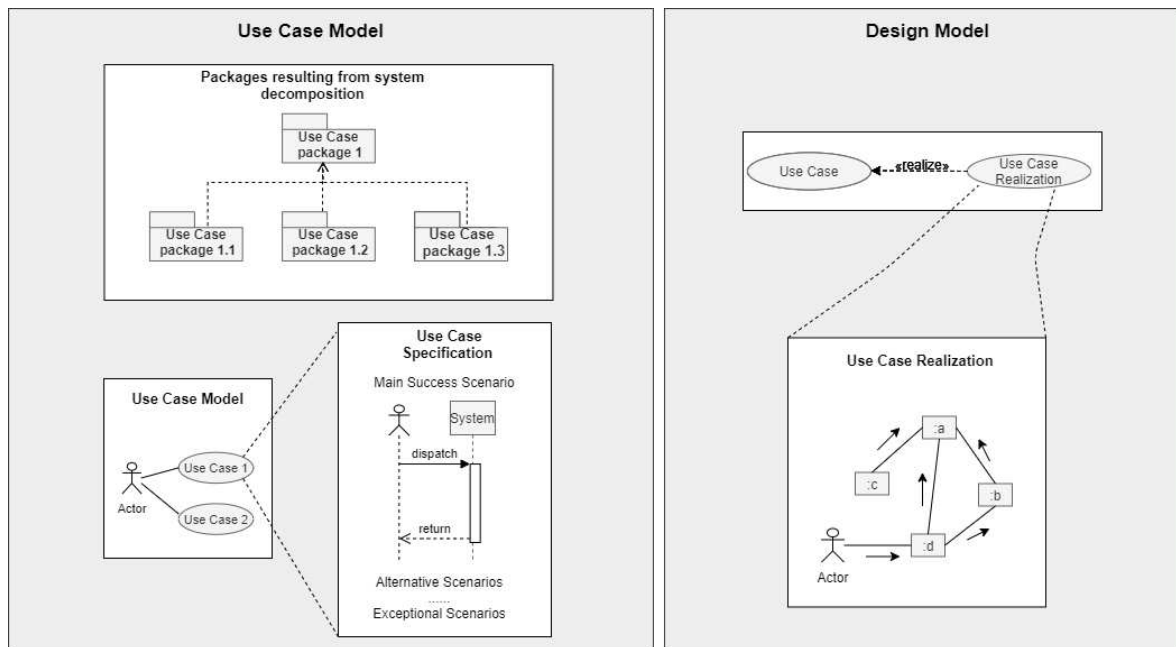 Use Case Model
Packages resulting from system
decomposition
Use Case
package 1
Use Case
package 1.1
Use Case
package 1.2
Use Case
package 1.3
Use Case Model
Use Case 1
Actor
Use Case 2
Use Case
Specification
Main Success Scenario
System
dispatch
return
Alternative Scenarios
......
Exceptional Scenarios
Design Model
Use Case
«realize»
Use Case
Realization
Use Case Realization
:a
:c
:b
:d
Actor